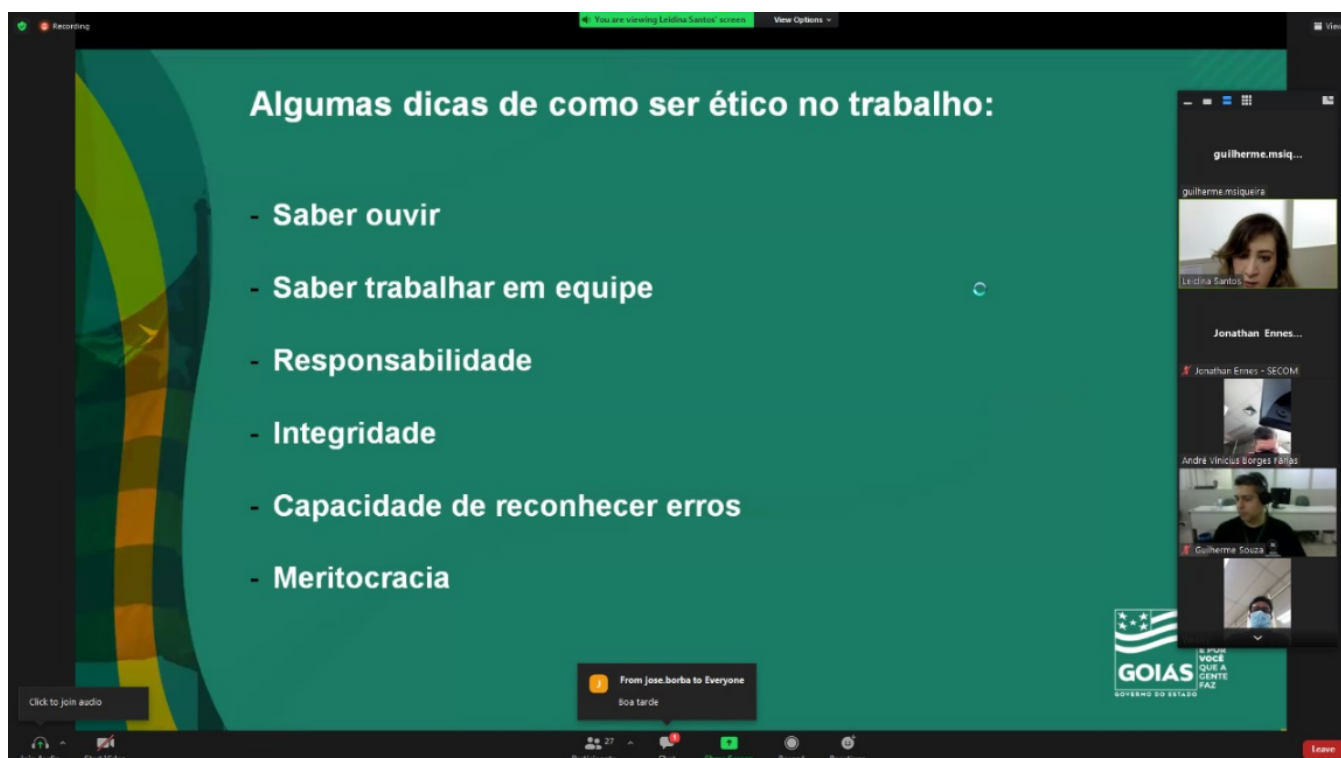 Recording
You are viewing Leidina Santos' screen
View Options
View
Algumas dicas de como ser ético no trabalho:
- Saber ouvir
- Saber trabalhar em equipe
- Responsabilidade
- Integridade
- Capacidade de reconhecer erros
- Meritocracia
guilherme.msiq...
guilherme.msiqueira
Leidina Santos
Jonathan Ennes...
Jonathan Ennes - SECOM
André Vinicius Borges Farias
Guilherme Souza
GOIÁS
GOVERNO DO ESTADO
É POR
VOCÊ
QUE A
GENTE
FAZ
J
From jose.borba to Everyone
Boa tarde
Click to join audio
27
1
Leave